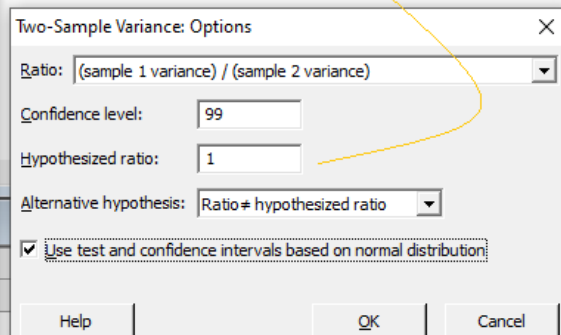 Two-Sample Variance: Options
Ratio: (sample 1 variance) / (sample 2 variance)
Confidence level: 99
Hypothesized ratio: 1
Alternative hypothesis: Ratio ≠ hypothesized ratio
Use test and confidence intervals based on normal distribution
Help OK Cancel